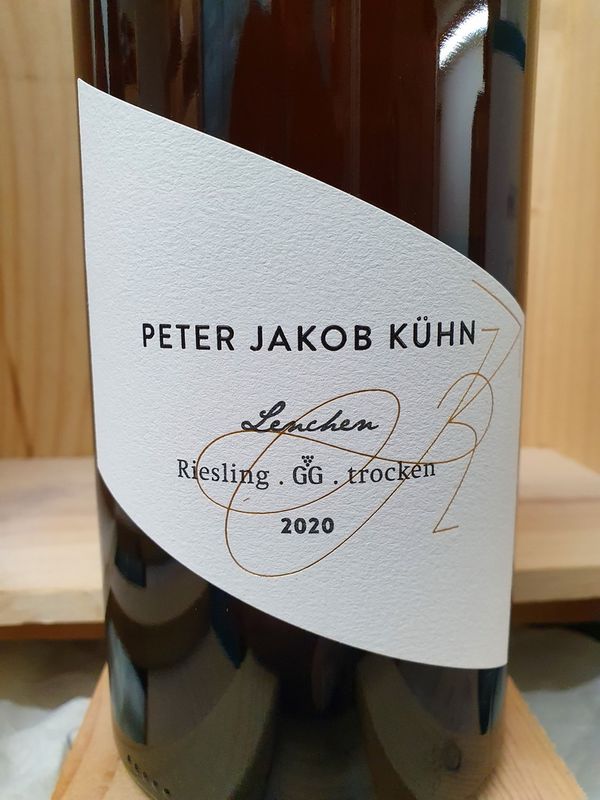 PETER JAKOB KÜHN
Lenchen
Riesling . GG . trocken
2020